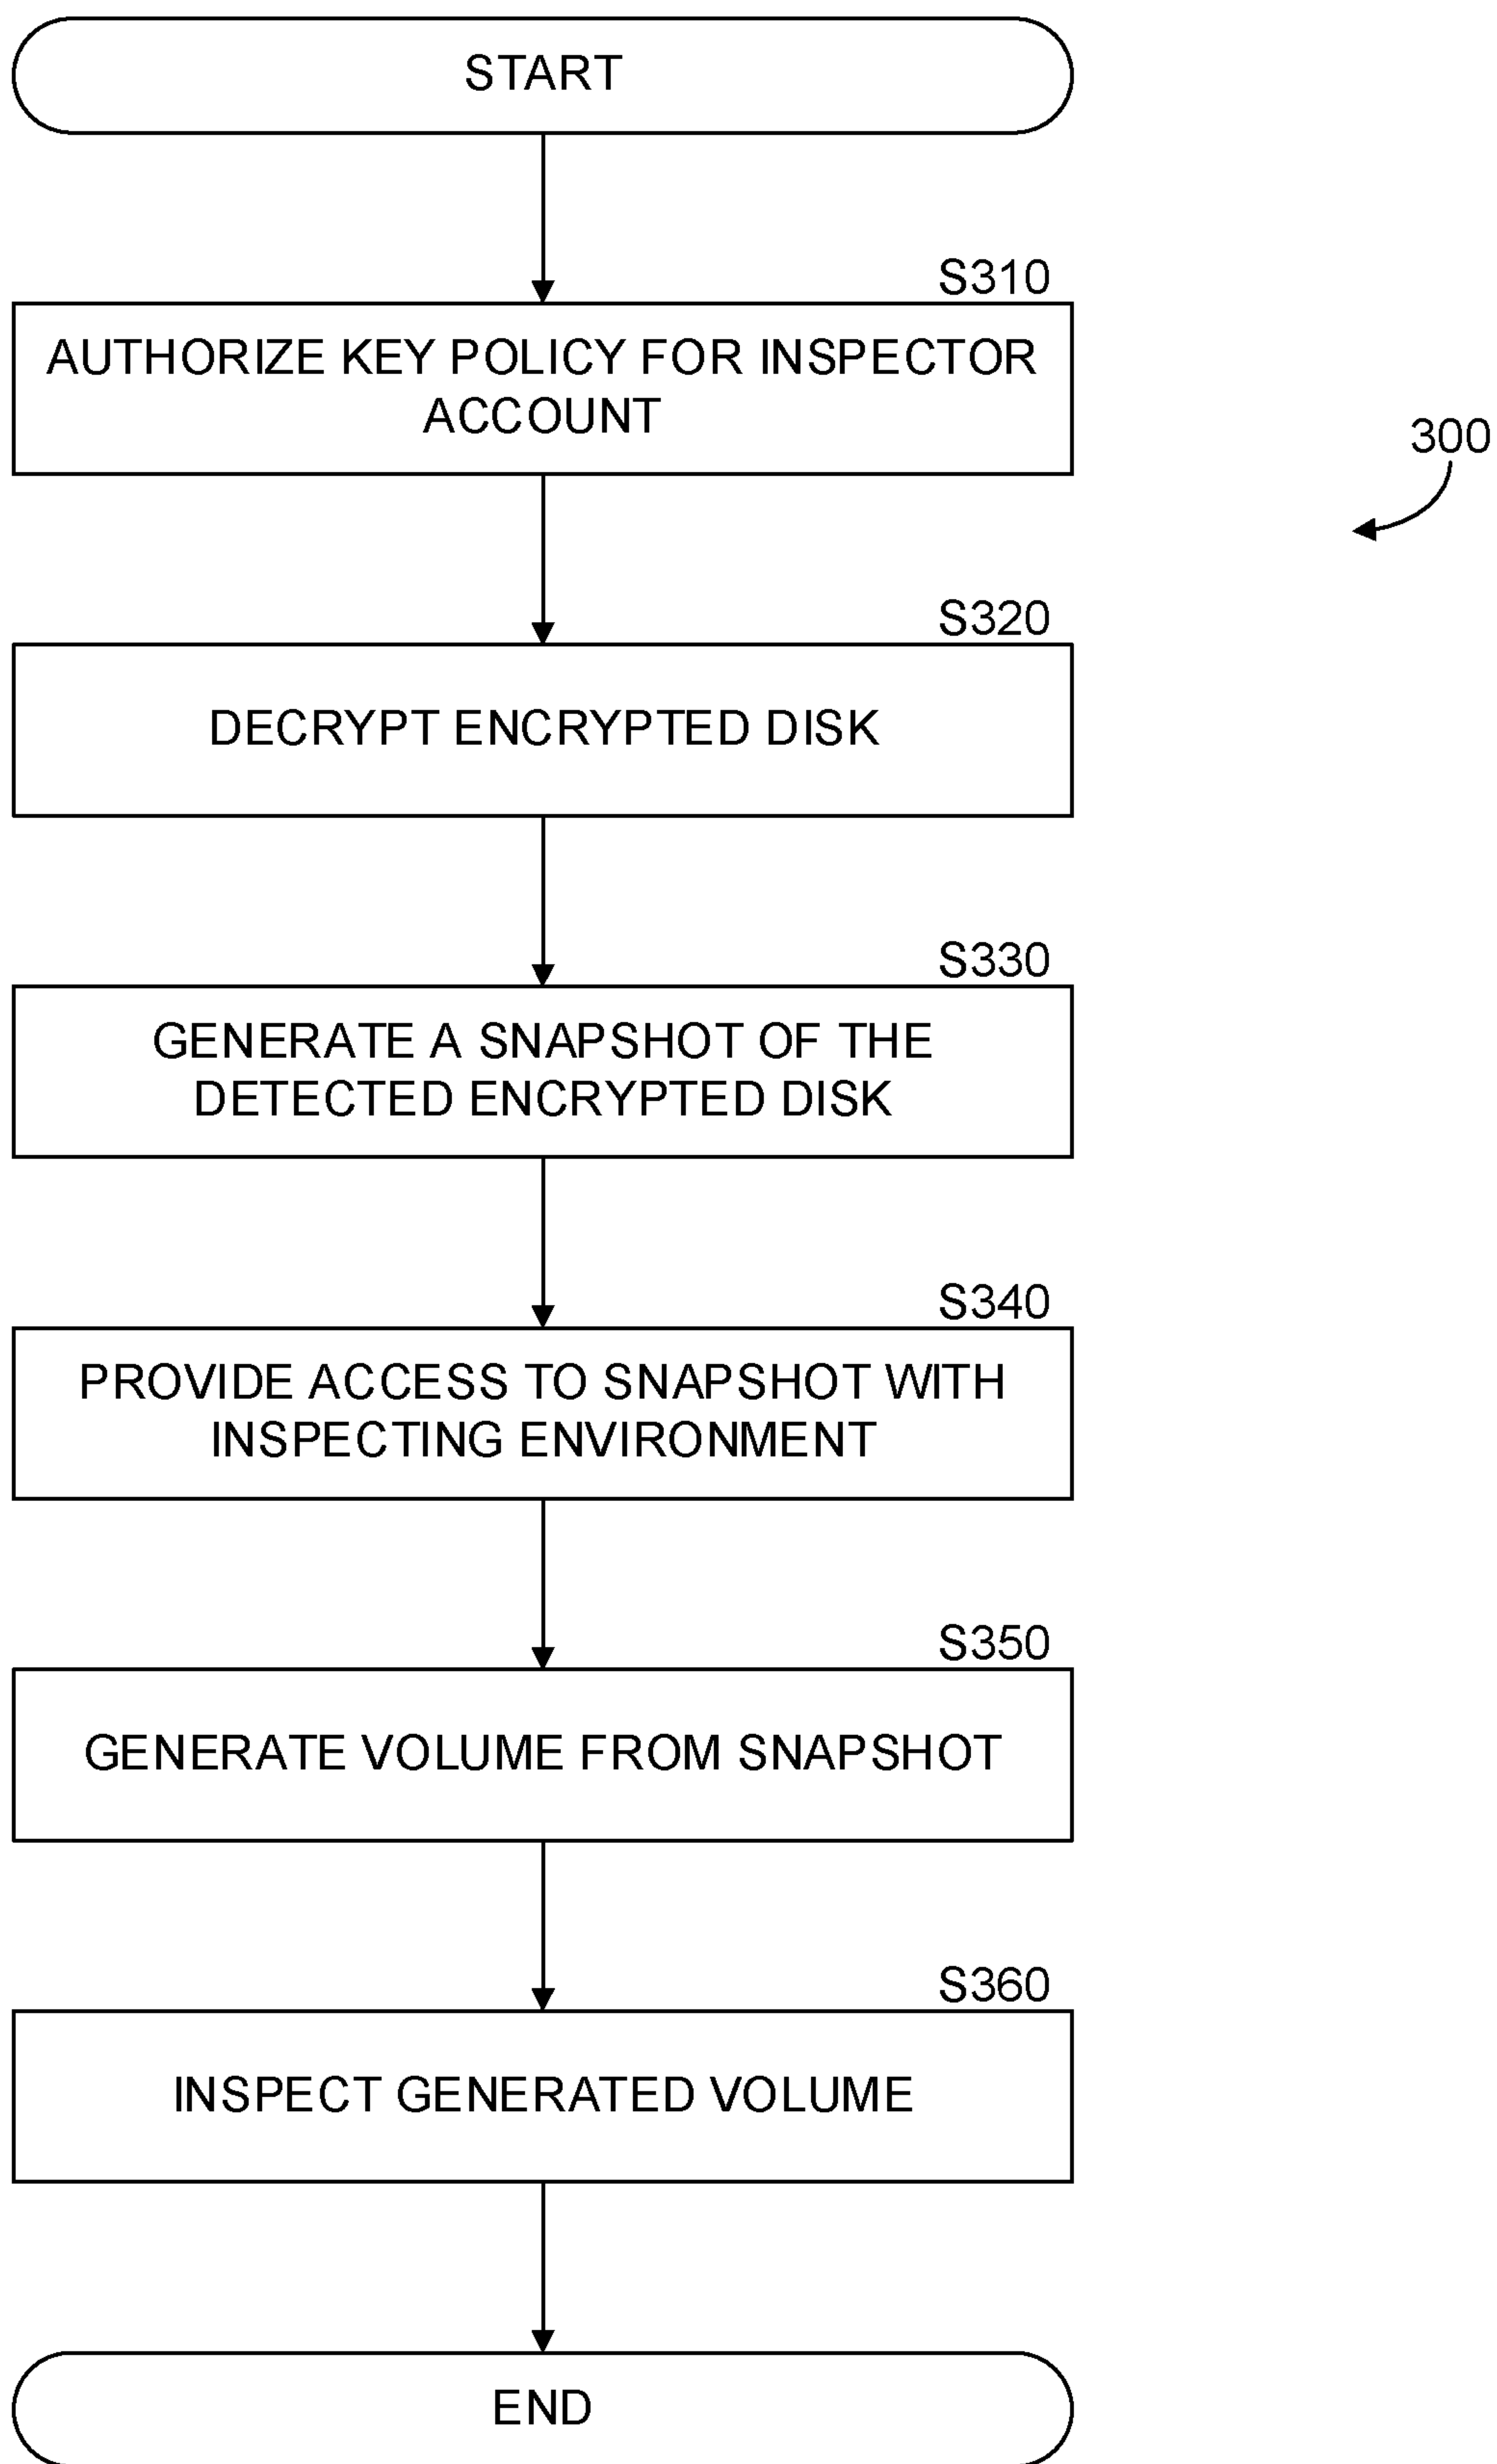 START
S310
AUTHORIZE KEY POLICY FOR INSPECTOR
ACCOUNT
300
S320
DECRYPT ENCRYPTED DISK
S330
GENERATE A SNAPSHOT OF THE
DETECTED ENCRYPTED DISK
S340
PROVIDE ACCESS TO SNAPSHOT WITH
INSPECTING ENVIRONMENT
S350
GENERATE VOLUME FROM SNAPSHOT
S360
INSPECT GENERATED VOLUME
END